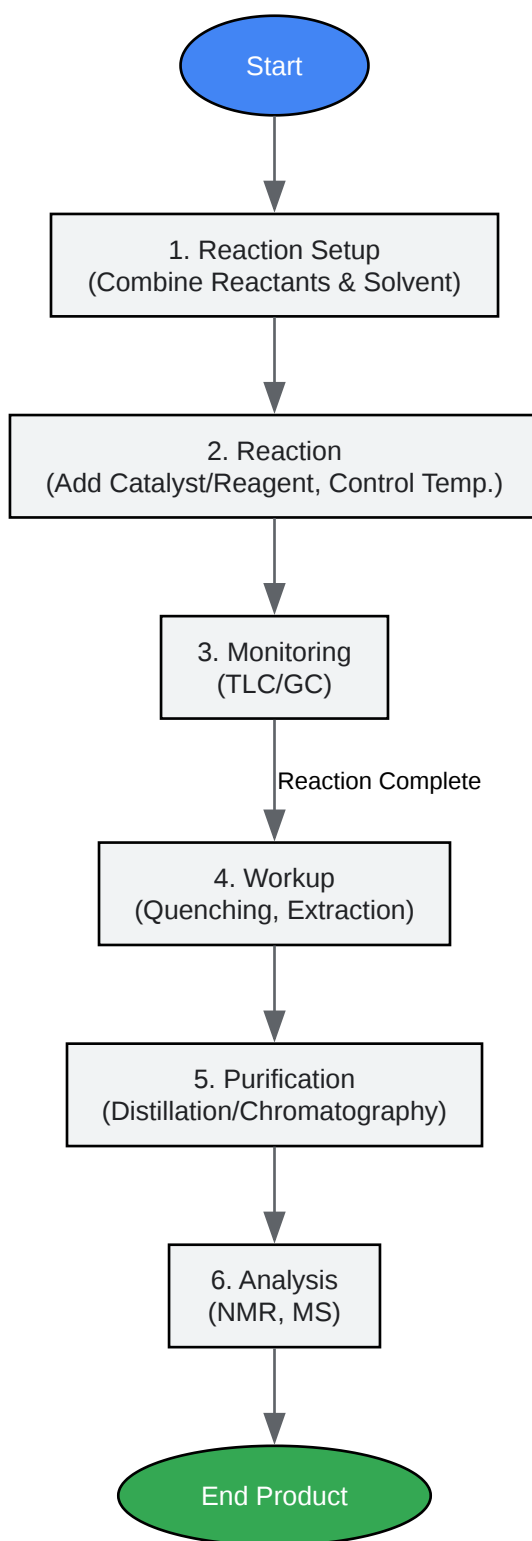 Start
1. Reaction Setup
(Combine Reactants & Solvent)
2. Reaction
(Add Catalyst/Reagent, Control Temp.)
3. Monitoring
(TLC/GC)
Reaction Complete
4. Workup
(Quenching, Extraction)
5. Purification
(Distillation/Chromatography)
6. Analysis
(NMR, MS)
End Product